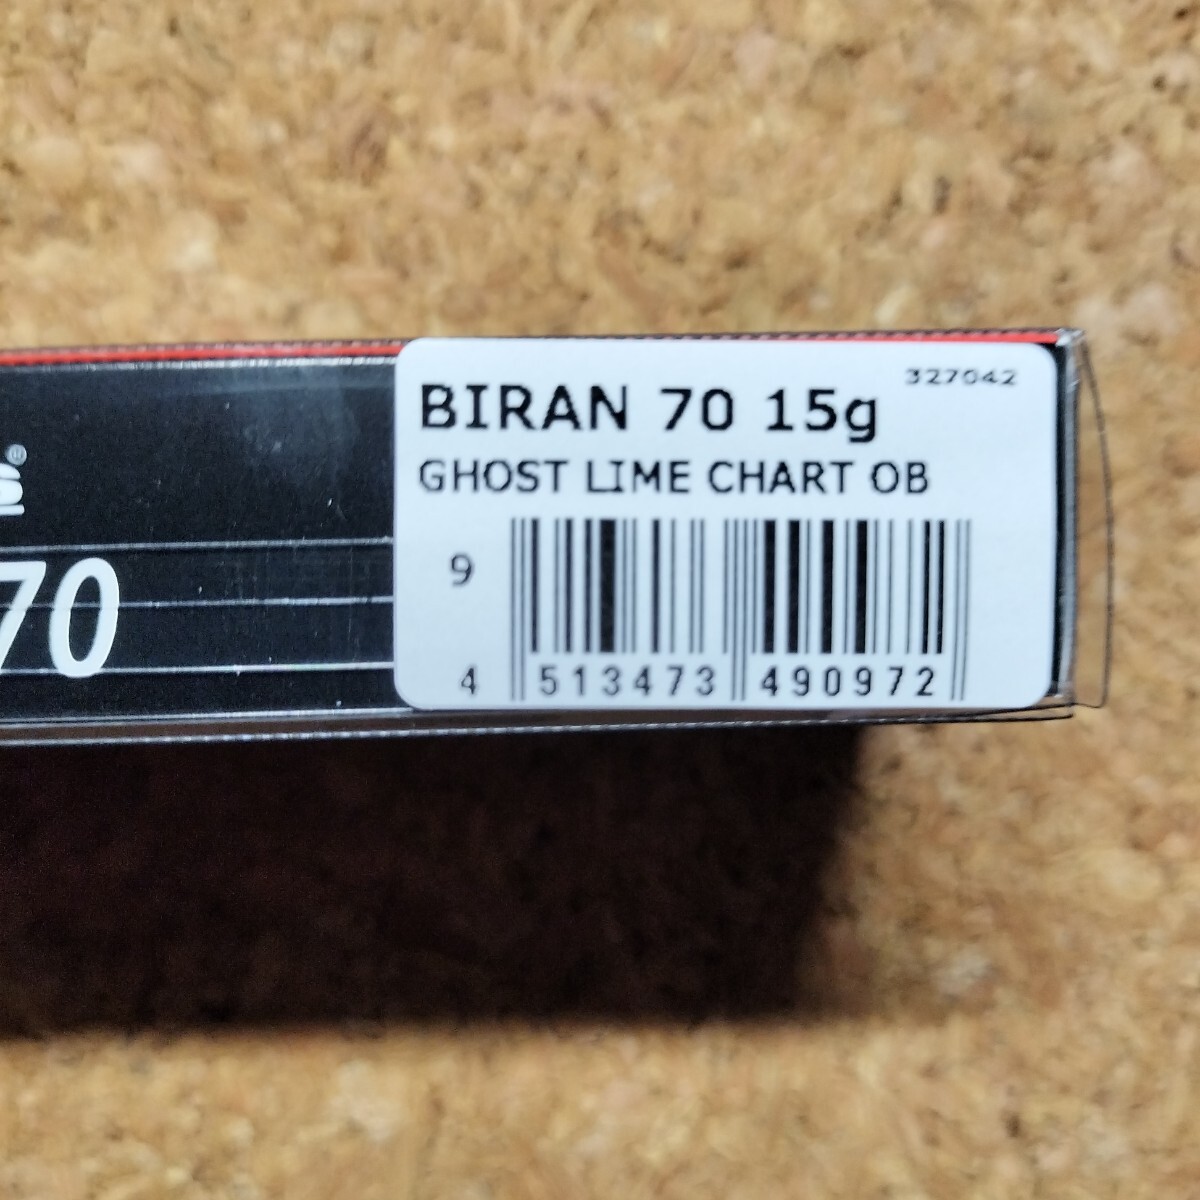 327042
BIRAN 70 15g
GHOST LIME CHART OB
9
4 513473 490972
70